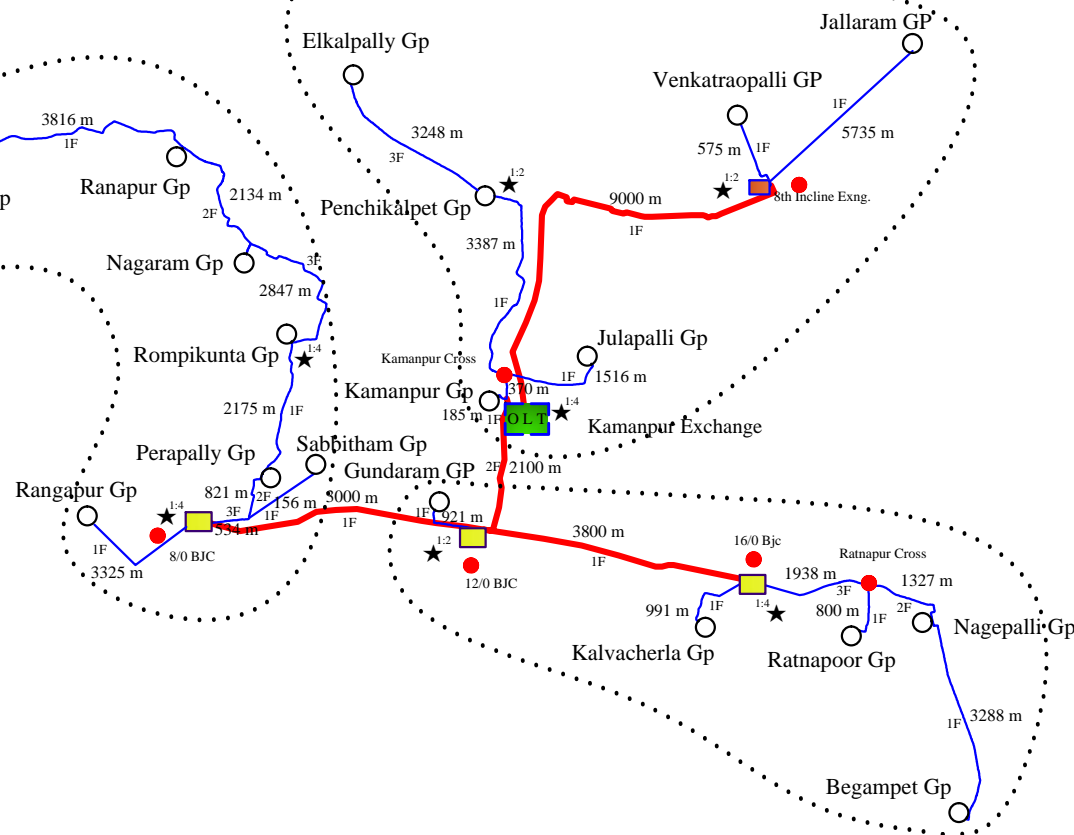 Jallaram GP
Elkalpally Gp
Venkatraopalli GP
1F
3816 m
1F
3248 m
5735 m
3F
575 m
1F
1:2
1:2
Ranapur Gp
2134 m
p
2F
Penchikalpet Gp
9000 m
8th Incline Exng.
1F
3387 m
Nagaram Gp
3F
2847 m
1F
Julapalli Gp
Rompikunta Gp
1:4
Kamanpur Cross
1F
1516 m
Kamanpur Gp
370 m
1:4
2175 m
1F
185 m
1F
OLT
Kamanpur Exchange
Sabbitham Gp
Perapally Gp
Gundaram GP
2F
2100 m
Rangapur Gp
821 m
2F
156 m
3000 m
1:4
3F
1F
1F
1F
921 m
534 m
3800 m
1F
1F
3325 m
8/0 BJC
1:2
12/0 BJC
16/0 Bjc
Ratnapur Cross
1938 m
3F
1327 m
991 m
1F
1:4
800 m
1F
2F
Nagepalli Gp
Kalvacherla Gp
Ratnapoor Gp
1F
3288 m
Begampet Gp